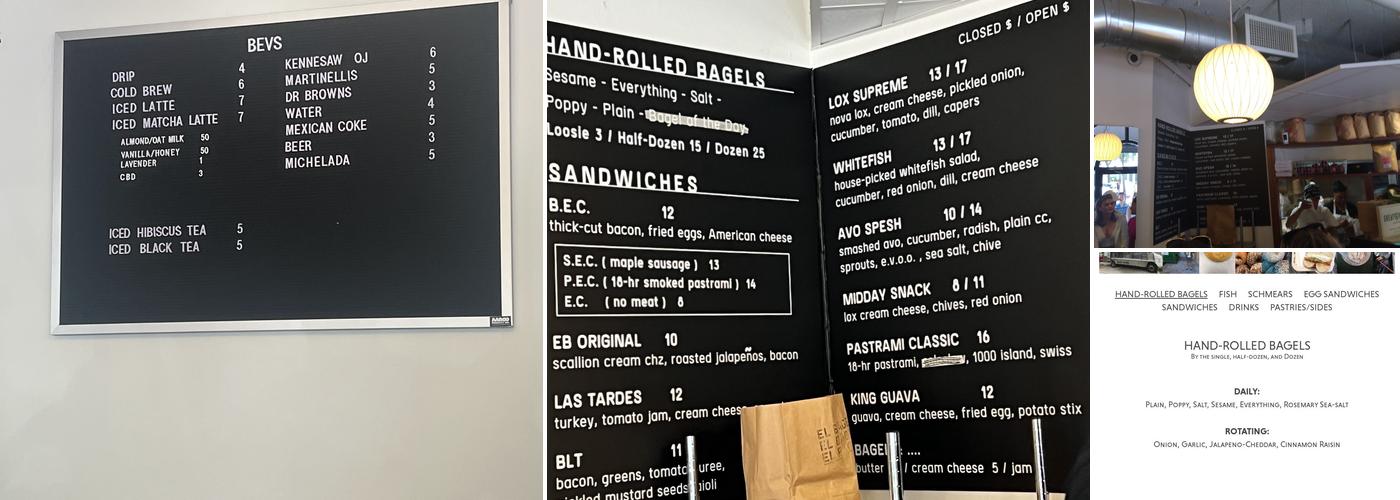 BEVS
DRIP 4
COLD BREW 6
ICED LATTE 7
ICED MATCHA LATTE 7
ALMOND/OAT MILK 50
VANILLA/HONEY 50
LAVENDER 1
CBD 3
ICED HIBISCUS TEA 5
ICED BLACK TEA 5
KENNESAW OJ 6
MARTINELLIS 5
DR BROWNS 3
WATER 4
MEXICAN COKE 5
BEER 3
MICHELADA 5
HAND-ROLLED BAGELS
Sesame - Everything - Salt -
Poppy - Plain - Bagel of the Day
Loosie 3 / Half-Dozen 15 / Dozen 25
SANDWICHES
B.E.C. 12
thick-cut bacon, fried eggs, American cheese
S.E.C. ( maple sausage ) 13
P.E.C. ( 18-hr smoked pastrami ) 14
E.C. ( no meat ) 8
EB ORIGINAL 10
scallion cream chz, roasted jalapeños, bacon
LAS TARDES 12
turkey, tomato jam, cream cheese
BLT 11
bacon, greens, tomato
mustard seeds
CLOSED $ / OPEN $
LOX SUPREME 13 / 17
nova lox, cream cheese, pickled onion,
cucumber, tomato, dill, capers
WHITEFISH 13 / 17
house-picked whitefish salad,
cucumber, red onion, dill, cream cheese
AVO SPESH 10 / 14
smashed avo, cucumber, radish, plain cc,
sprouts, e.v.o.o. , sea salt, chive
MIDDAY SNACK 8 / 11
lox cream cheese, chives, red onion
PASTRAMI CLASSIC 16
18-hr pastrami, , 1000 island, swiss
KING GUAVA 12
guava, cream cheese, fried egg, potato stix
BAGEL : ....
butter / cream cheese 5 / jam
HAND-ROLLED BAGELS FISH SCHMEARS EGG SANDWICHES
SANDWICHES DRINKS PASTRIES/SIDES
HAND-ROLLED BAGELS
By the single, half-dozen, and Dozen
DAILY:
Plain, Poppy, Salt, Sesame, Everything, Rosemary Sea-salt
ROTATING:
Onion, Garlic, Jalapeno-Cheddar, Cinnamon Raisin